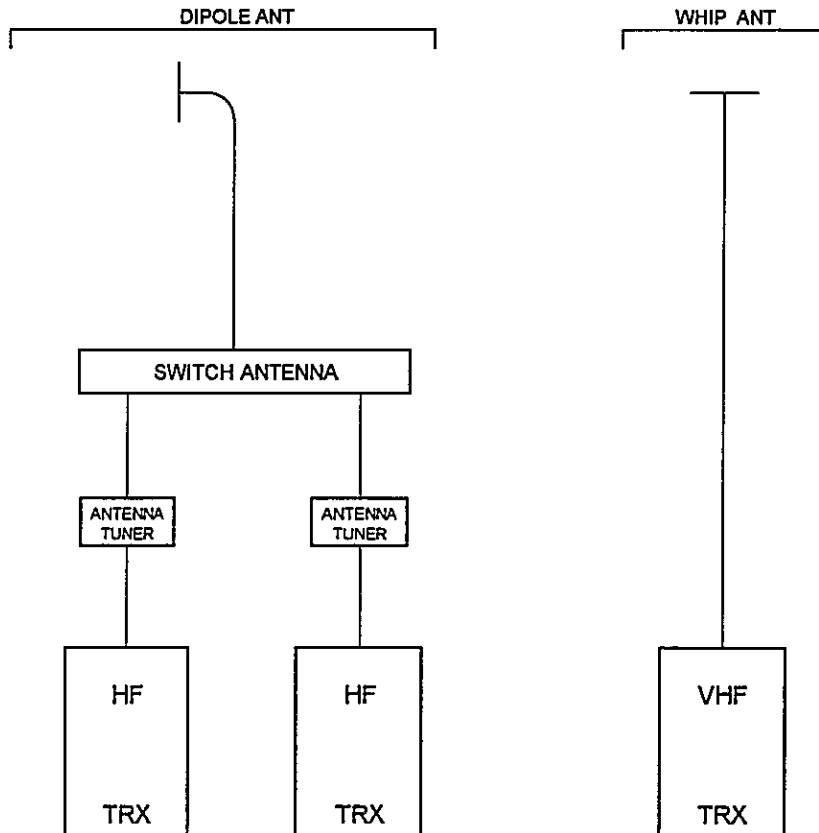 DIPOLE ANT
WHIP ANT
SWITCH ANTENNA
ANTENNA
TUNER
ANTENNA
TUNER
HF
TRX
HF
TRX
VHF
TRX